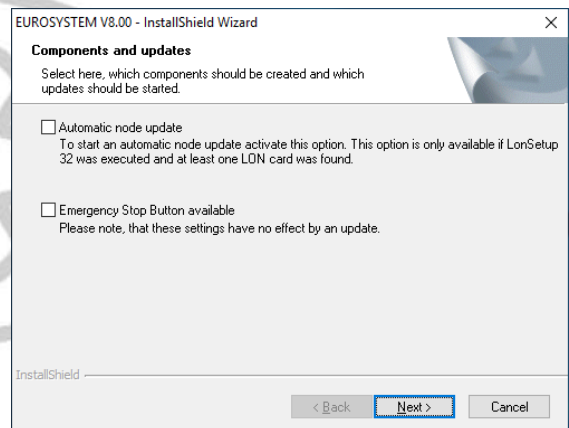 EUROSYSTEM V8.00 - InstallShield Wizard
Components and updates
Select here, which components should be created and which
updates should be started.
Automatic node update
To start an automatic node update activate this option. This option is only available if LonSetup
32 was executed and at least one LON card was found.
Emergency Stop Button available
Please note, that these settings have no effect by an update.
InstallShield
< Back
Next >
Cancel